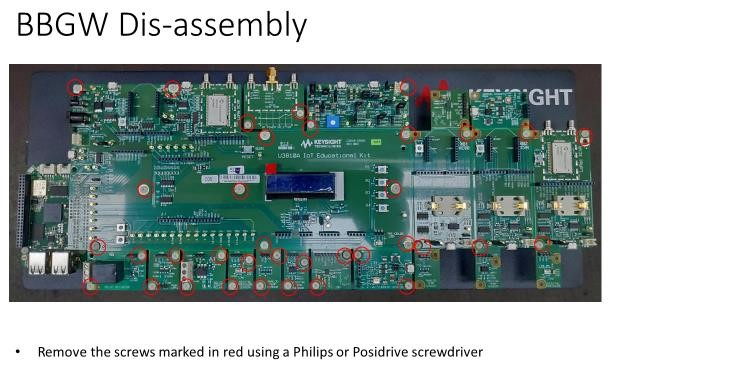 BBGW Dis-assembly
KEYSIGHT
KEYSIGHT
U3810A IoT Educational Kit
• Remove the screws marked in red using a Philips or Posidrive screwdriver